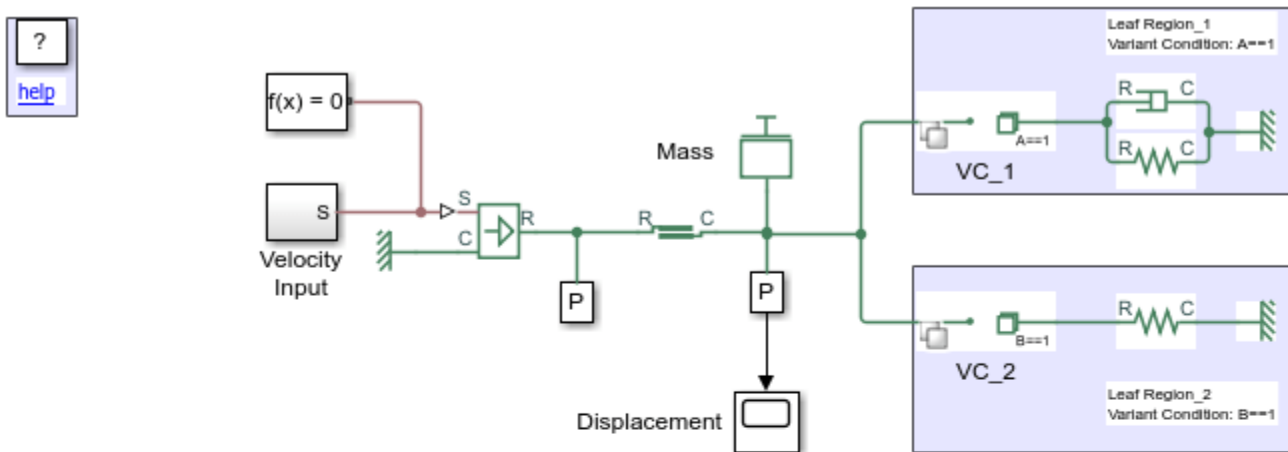 ?
help
f(x) = 0
S
Velocity
Input
S
C
R
P
R
C
Mass
P
Displacement
Leaf Region_1
Variant Condition: A==1
A==1
VC_1
R
C
R
C
B==1
VC_2
R
C
Leaf Region_2
Variant Condition: B==1